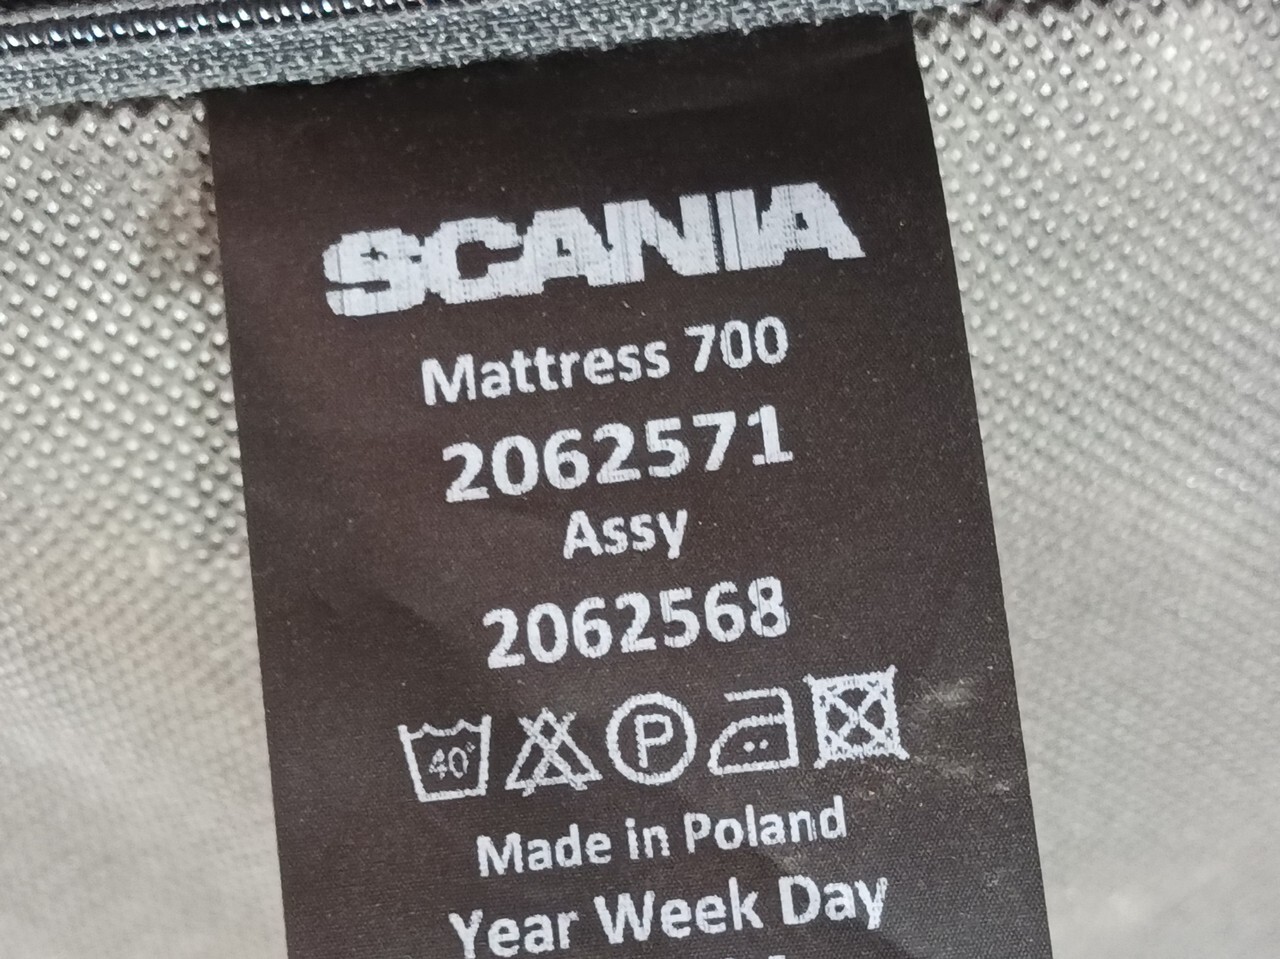 SCANIA
Mattress 700
2062571
Assy
2062568
40° P
Made in Poland
Year Week Day